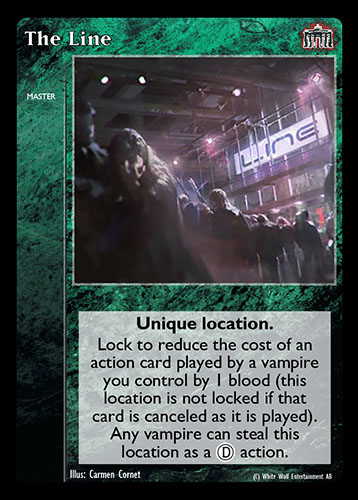 The Line
MASTER
LINE
Unique location.
Lock to reduce the cost of an
action card played by a vampire
you control by 1 blood (this
location is not locked if that
card is canceled as it is played).
Any vampire can steal this
location as a Ⓓ action.
Illus: Carmen Cornet
(C) White Wolf Entertainment AB